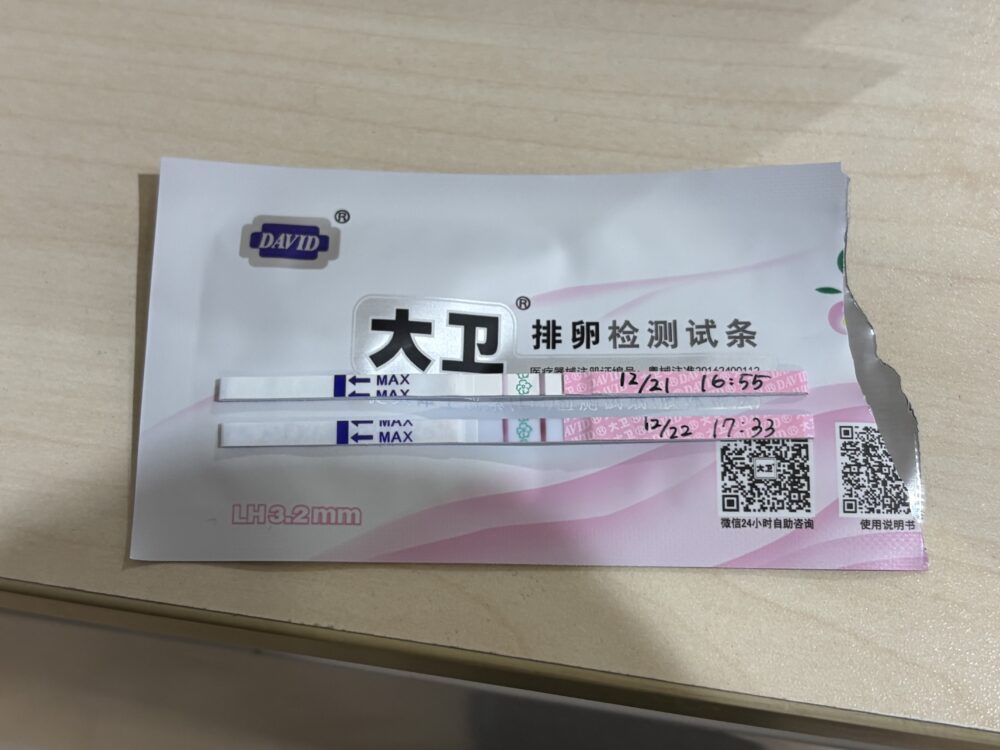 DAVID®
大卫® 排卵检测试条
MAX 12/21 16:55
MAX
MAX
MAX 12/22 17:33
大卫
LH3.2mm
微信24小时自助咨询
使用说明书